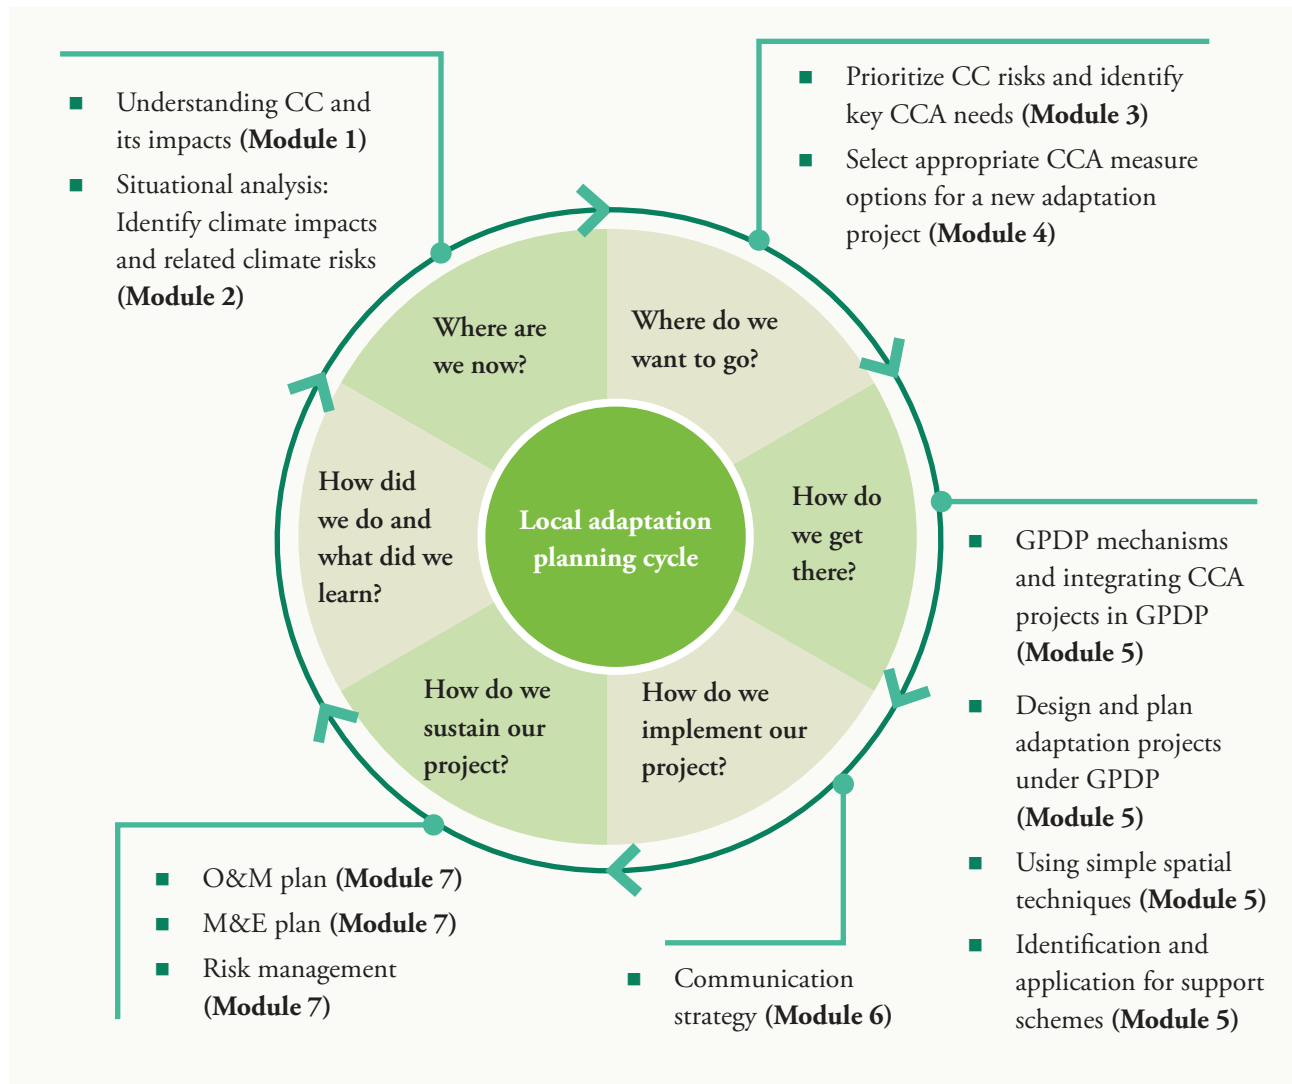 ■ Understanding CC and
its impacts (Module 1)
■ Situational analysis:
Identify climate impacts
and related climate risks
(Module 2)
■ Prioritize CC risks and identify
key CCA needs (Module 3)
■ Select appropriate CCA measure
options for a new adaptation
project (Module 4)
Where are
we now?
Where do we
want to go?
How did
we do and
what did we
learn?
Local adaptation
planning cycle
How do
we get
there?
How do we
sustain our
project?
How do we
implement our
project?
■ GPDP mechanisms
and integrating CCA
projects in GPDP
(Module 5)
■ Design and plan
adaptation projects
under GPDP
(Module 5)
■ Using simple spatial
techniques (Module 5)
■ Identification and
application for support
schemes (Module 5)
■ O&M plan (Module 7)
■ M&E plan (Module 7)
■ Risk management
(Module 7)
■ Communication
strategy (Module 6)